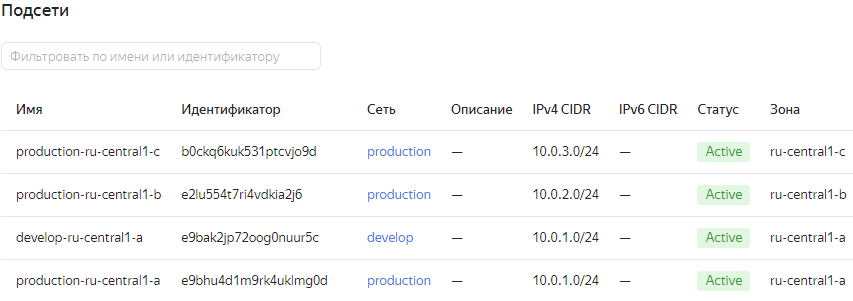 Подсети
Фильтровать по имени или идентификатору
Имя Идентификатор Сеть Описание IPv4 CIDR IPv6 CIDR Статус Зона
production-ru-central1-c b0ckq6kuk531ptcvjo9d production — 10.0.3.0/24 — Active ru-central1-c
production-ru-central1-b e2lu554t7ri4vdkia2j6 production — 10.0.2.0/24 — Active ru-central1-b
develop-ru-central1-a e9bak2jp72oog0nuur5c develop — 10.0.1.0/24 — Active ru-central1-a
production-ru-central1-a e9bhu4d1m9rk4uklmg0d production — 10.0.1.0/24 — Active ru-central1-a